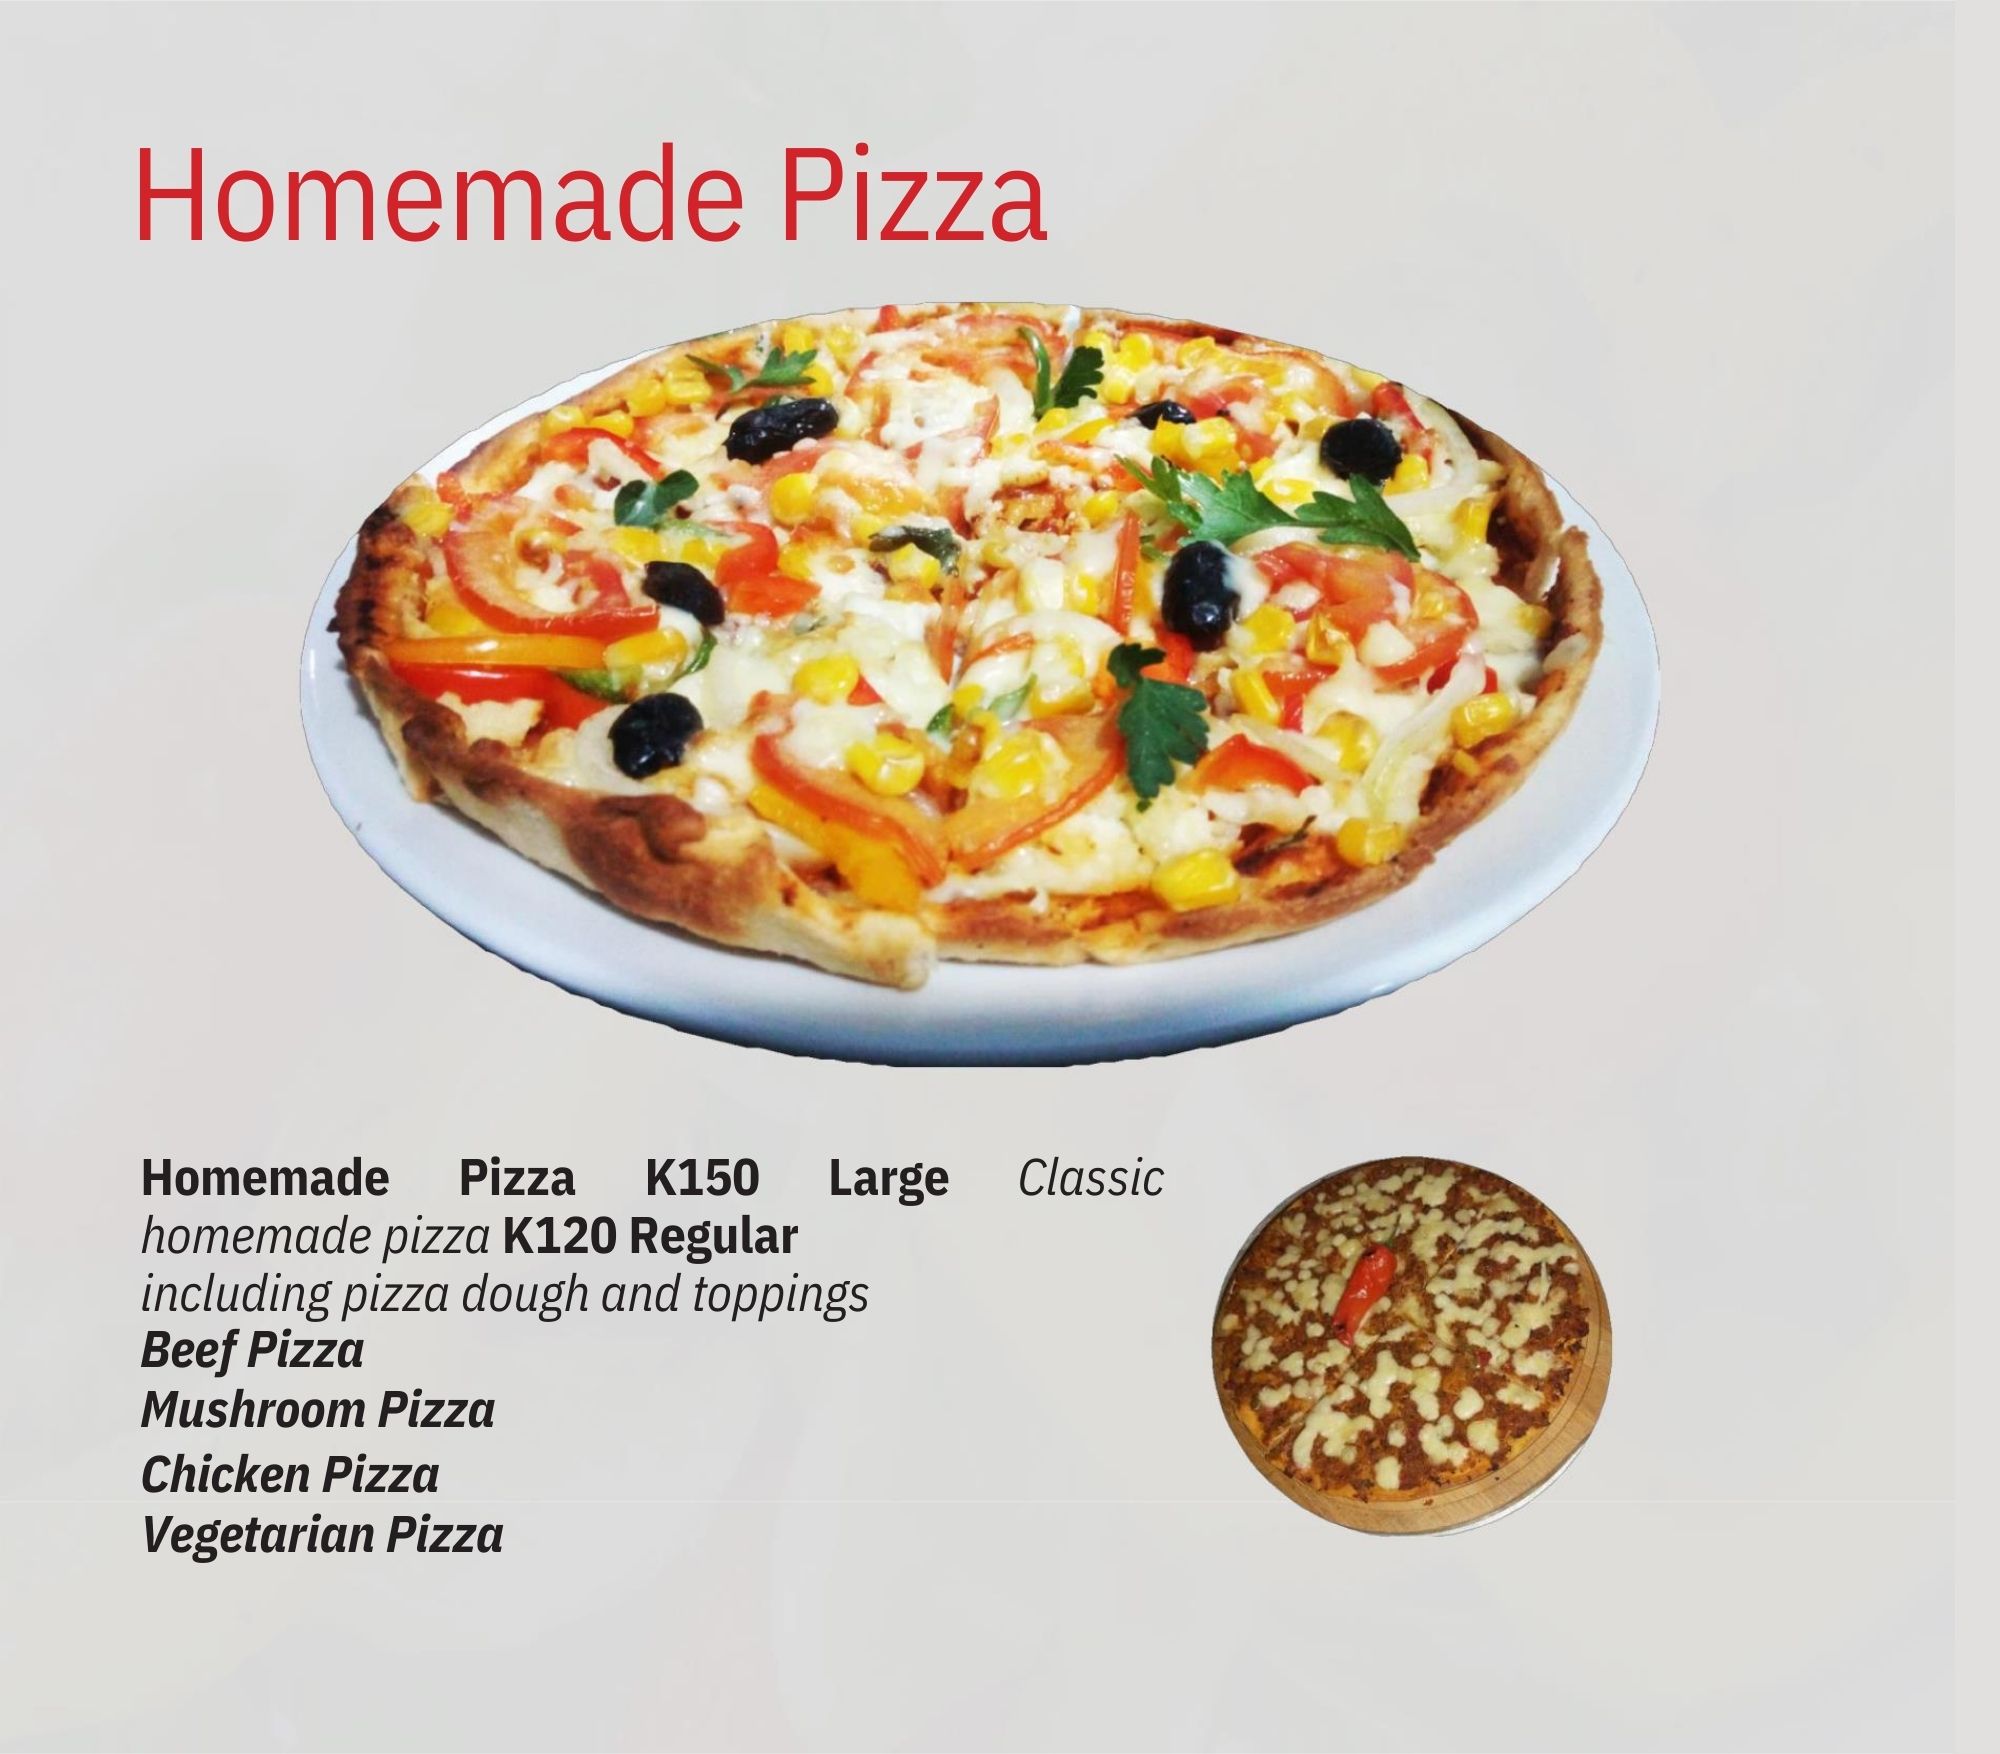 Homemade Pizza
Homemade Pizza K150 Large Classic
homemade pizza K120 Regular
including pizza dough and toppings
Beef Pizza
Mushroom Pizza
Chicken Pizza
Vegetarian Pizza